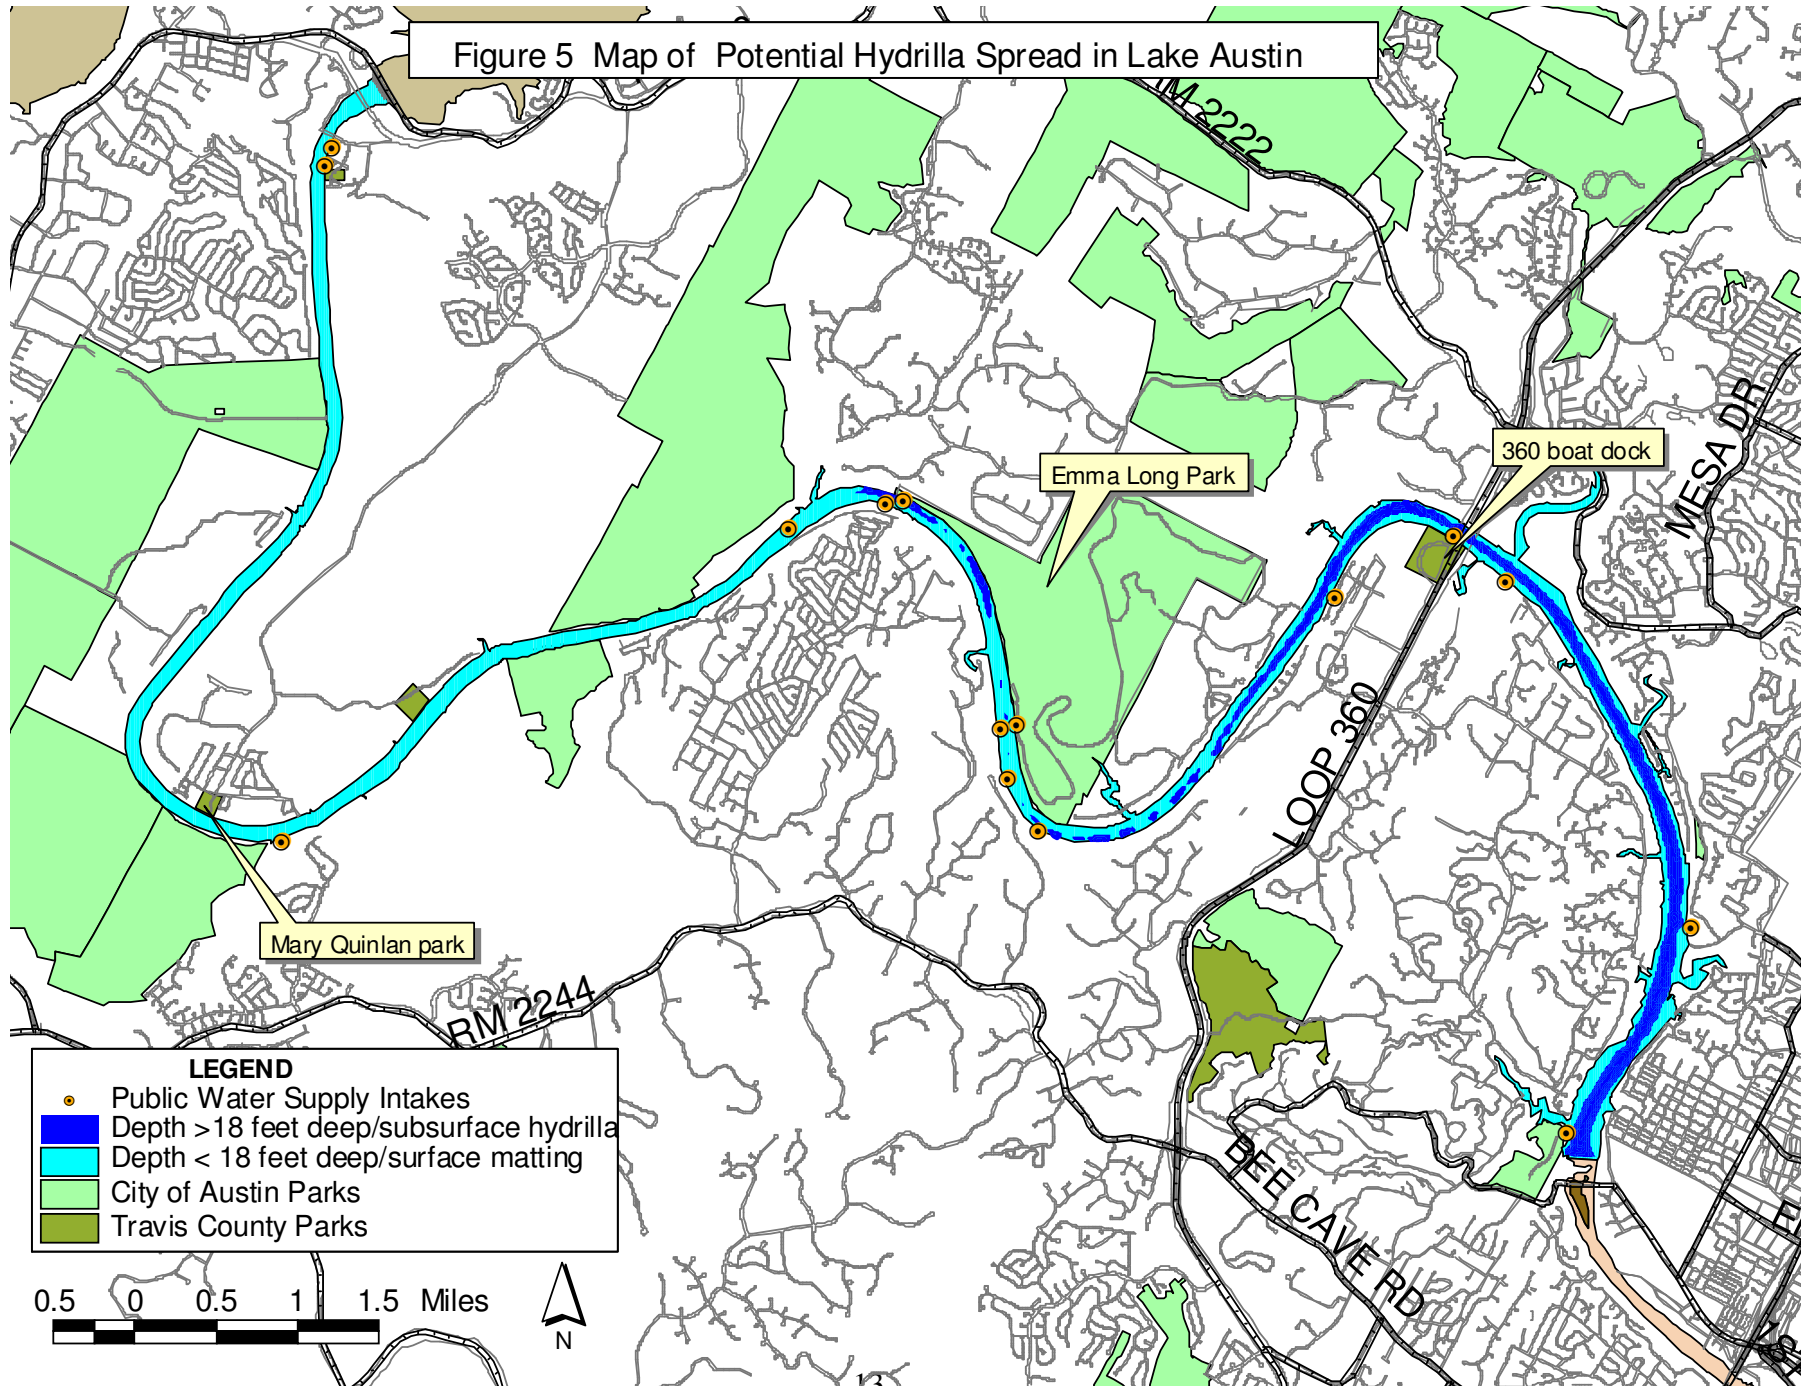 Figure 5 Map of Potential Hydrilla Spread in Lake Austin
2222
360 boat dock
MESA DR
Emma Long Park
LOOP 360
Mary Quinlan park
RM 2244
LEGEND
Public Water Supply Intakes
Depth >18 feet deep/subsurface hydrilla
Depth < 18 feet deep/surface matting
City of Austin Parks
Travis County Parks
BEE CAVE RD
0.5 0 0.5 1 1.5 Miles
N
13